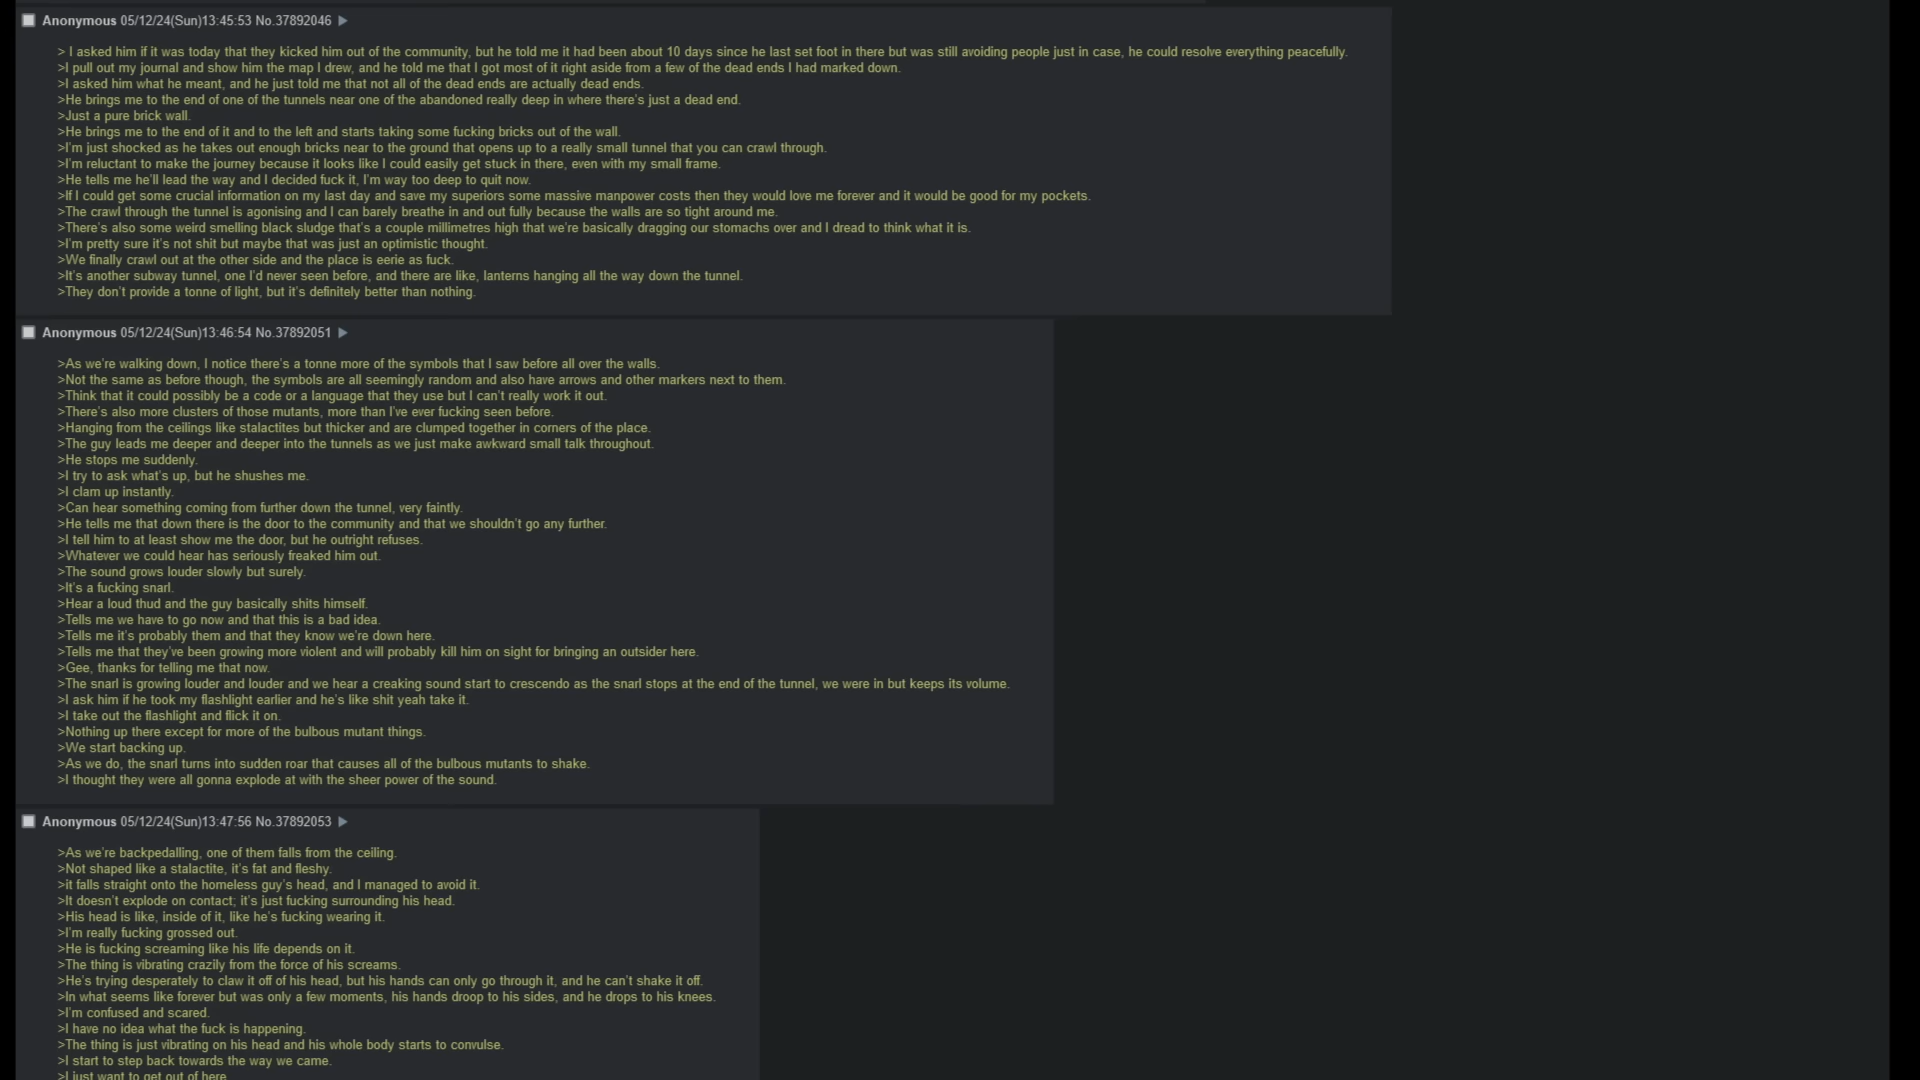 Anonymous 05/12/24(Sun)13:45:53 No.37892046 ▶
> I asked him if it was today that they kicked him out of the community, but he told me it had been about 10 days since he last set foot in there but was still avoiding people just in case, he could resolve everything peacefully.
>I pull out my journal and show him the map I drew, and he told me that I got most of it right aside from a few of the dead ends I had marked down.
>I asked him what he meant, and he just told me that not all of the dead ends are actually dead ends.
>He brings me to the end of one of the tunnels near one of the abandoned really deep in where there's just a dead end.
>Just a pure brick wall.
>He brings me to the end of it and to the left and starts taking some fucking bricks out of the wall.
>I'm just shocked as he takes out enough bricks near to the ground that opens up to a really small tunnel that you can crawl through.
>I'm reluctant to make the journey because it looks like I could easily get stuck in there, even with my small frame.
>He tells me he'll lead the way and I decided fuck it, I'm way too deep to quit now.
>If I could get some crucial information on my last day and save my superiors some massive manpower costs then they would love me forever and it would be good for my pockets.
>The crawl through the tunnel is agonising and I can barely breathe in and out fully because the walls are so tight around me.
>There's also some weird smelling black sludge that's a couple millimetres high that we're basically dragging our stomachs over and I dread to think what it is.
>I'm pretty sure it's not shit but maybe that was just an optimistic thought.
>We finally crawl out at the other side and the place is eerie as fuck.
>It's another subway tunnel, one I'd never seen before, and there are like, lanterns hanging all the way down the tunnel.
>They don't provide a tonne of light, but it's definitely better than nothing.
Anonymous 05/12/24(Sun)13:46:54 No.37892051 ▶
>As we're walking down, I notice there's a tonne more of the symbols that I saw before all over the walls.
>Not the same as before though, the symbols are all seemingly random and also have arrows and other markers next to them.
>Think that it could possibly be a code or a language that they use but I can't really work it out.
>There's also more clusters of those mutants, more than I've ever fucking seen before.
>Hanging from the ceilings like stalactites but thicker and are clumped together in corners of the place.
>The guy leads me deeper and deeper into the tunnels as we just make awkward small talk throughout.
>He stops me suddenly.
>I try to ask what's up, but he shushes me.
>I clam up instantly.
>Can hear something coming from further down the tunnel, very faintly.
>He tells me that down there is the door to the community and that we shouldn't go any further.
>I tell him to at least show me the door, but he outright refuses.
>Whatever we could hear has seriously freaked him out.
>The sound grows louder slowly but surely.
>It's a fucking snarl.
>Hear a loud thud and the guy basically shits himself.
>Tells me we have to go now and that this is a bad idea.
>Tells me it's probably them and that they know we're down here.
>Tells me that they've been growing more violent and will probably kill him on sight for bringing an outsider here.
>Gee, thanks for telling me that now.
>The snarl is growing louder and louder and we hear a creaking sound start to crescendo as the snarl stops at the end of the tunnel, we were in but keeps its volume.
>I ask him if he took my flashlight earlier and he's like shit yeah take it.
>I take out the flashlight and flick it on.
>Nothing up there except for more of the bulbous mutant things.
>We start backing up.
>As we do, the snarl turns into sudden roar that causes all of the bulbous mutants to shake.
>I thought they were all gonna explode at with the sheer power of the sound.
Anonymous 05/12/24(Sun)13:47:56 No.37892053 ▶
>As we're backpedalling, one of them falls from the ceiling.
>Not shaped like a stalactite, it's fat and fleshy.
>it falls straight onto the homeless guy's head, and I managed to avoid it.
>It doesn't explode on contact; it's just fucking surrounding his head.
>His head is like, inside of it, like he's fucking wearing it.
>I'm really fucking grossed out.
>He is fucking screaming like his life depends on it.
>The thing is vibrating crazily from the force of his screams.
>He's trying desperately to claw it off of his head, but his hands can only go through it, and he can't shake it off.
>In what seems like forever but was only a few moments, his hands droop to his sides, and he drops to his knees.
>I'm confused and scared.
>I have no idea what the fuck is happening.
>The thing is just vibrating on his head and his whole body starts to convulse.
>I start to step back towards the way we came.
>I just want to get out of here.